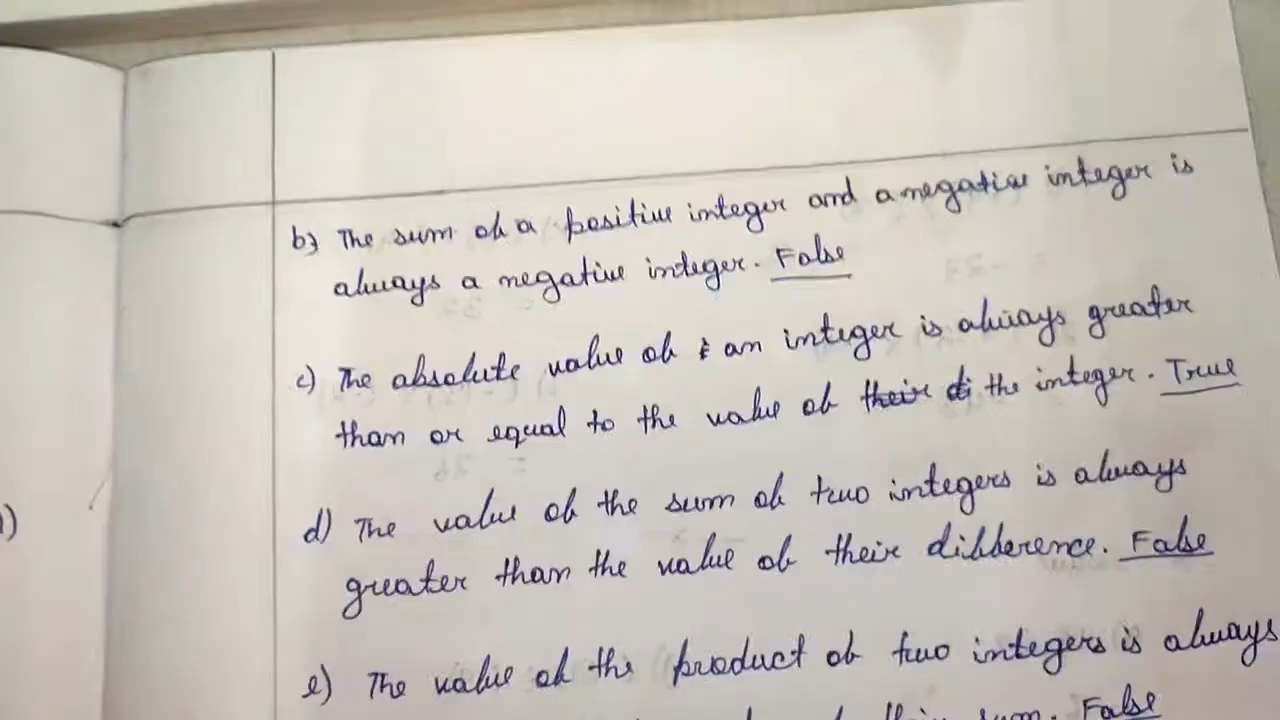 b) The sum of a positive integer and a negative integer is
always a negative integer. False
c) The absolute value of an integer is always greater
than or equal to the value of their the integer. True
d) The value of the sum of two integers is always
greater than the value of their difference. False
e) The value of the product of two integers is always
their sum. False